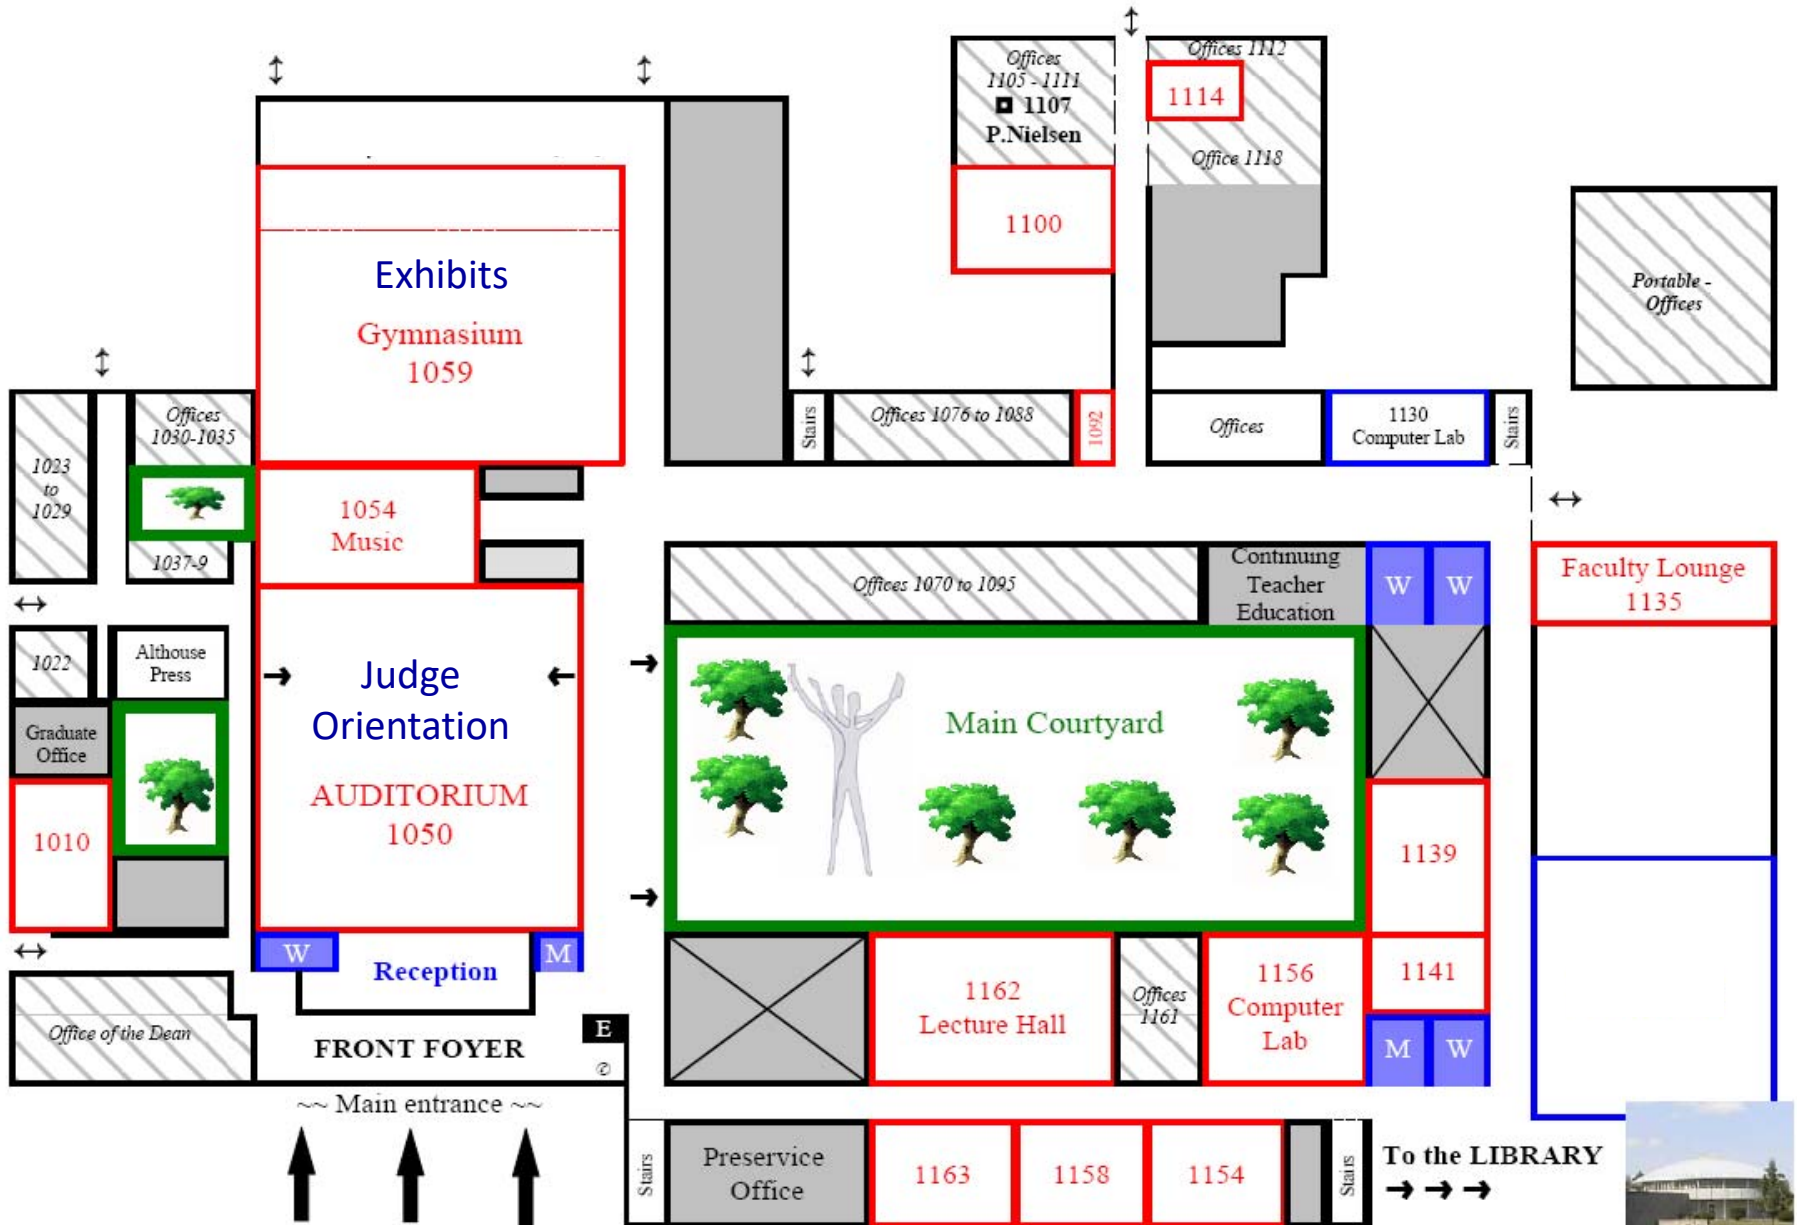 Offices
1105 - 1111
1107
P.Nielsen
Offices 1112
1114
Office 1118
1100
Portable -
Offices
Exhibits
Gymnasium
1059
Offices
1030-1035
1023
to
1029
1037-9
1054
Music
Stairs
Offices 1076 to 1088
1092
Offices
1130
Computer Lab
Stairs
Offices 1070 to 1095
Continuing
Teacher
Education
W
W
Faculty Lounge
1135
1022
Althouse
Press
Graduate
Office
1010
Judge
Orientation
AUDITORIUM
1050
Main Courtyard
1139
W
Reception
M
1162
Lecture Hall
Offices
1161
1156
Computer
Lab
1141
M
W
Office of the Dean
FRONT FOYER
E
✆
~~ Main entrance ~~
Stairs
Preservice
Office
1163
1158
1154
Stairs
To the LIBRARY